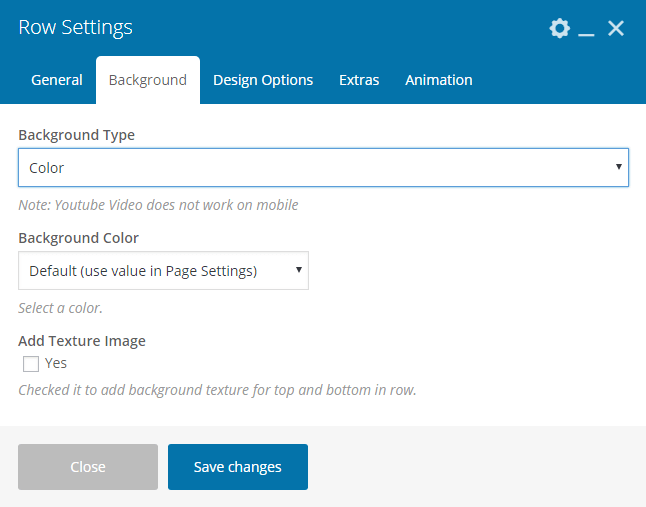 Row Settings
General Background Design Options Extras Animation
Background Type
Color
Note: Youtube Video does not work on mobile
Background Color
Default (use value in Page Settings)
Select a color.
Add Texture Image
Yes
Checked it to add background texture for top and bottom in row.
Close Save changes